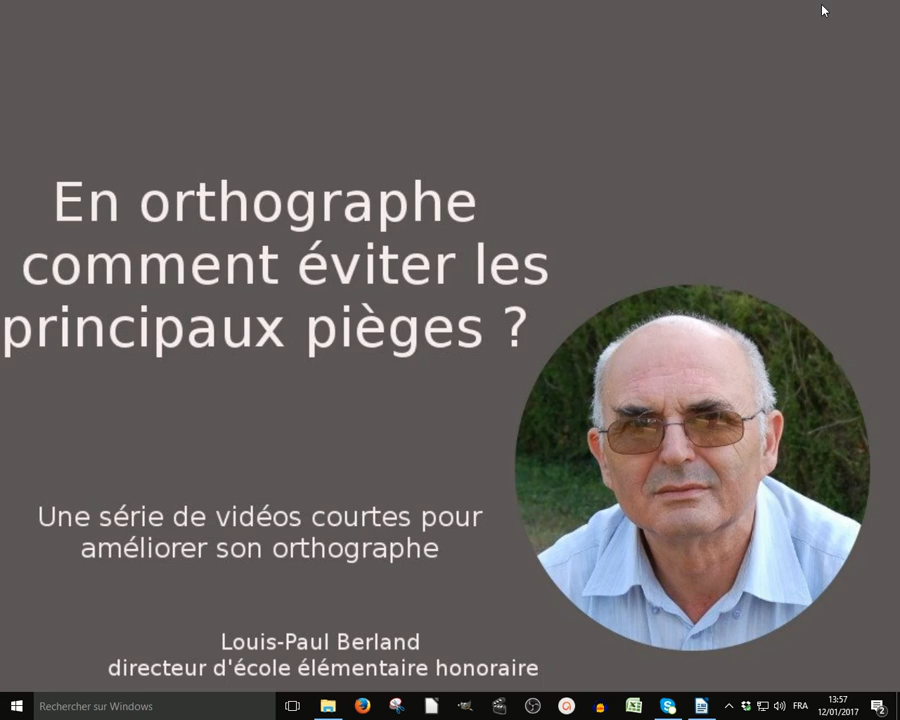 En orthographe
comment éviter les
principaux pièges ?
Une série de vidéos courtes pour
améliorer son orthographe
Louis-Paul Berland
directeur d'école élémentaire honoraire
Rechercher sur Windows
FRA
13:57
12/01/2017
2